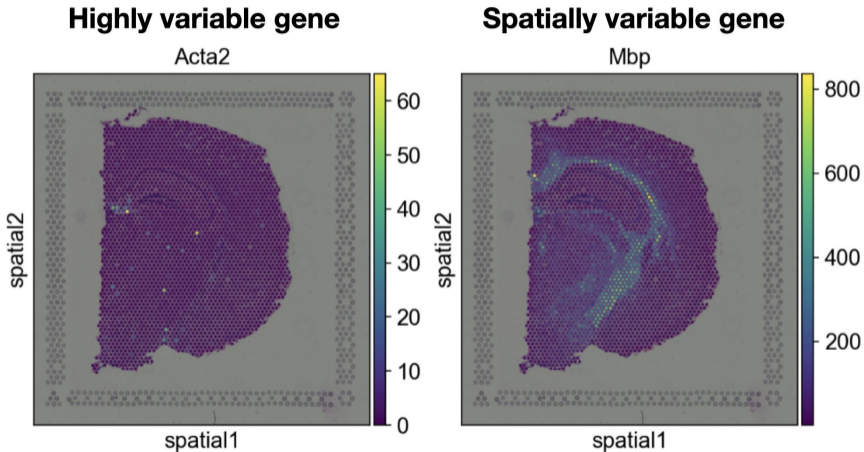 Highly variable gene
Spatially variable gene
Acta2
Mbp
60
50
40
30
20
10
0
800
600
400
200
spatial2
spatial2
spatial1
spatial1